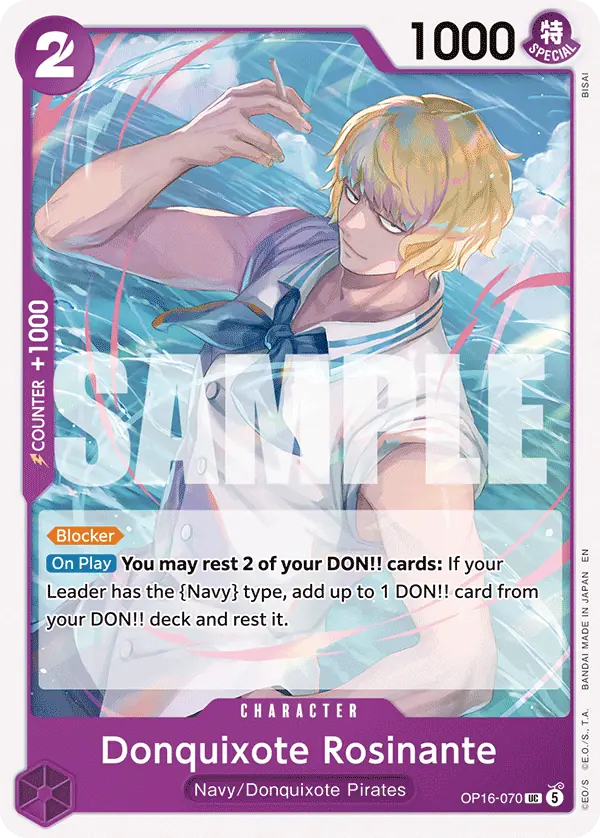 2
1000
特
SPECIAL
BISAI
COUNTER +1000
SAMPLE
Blocker
On Play You may rest 2 of your DON!! cards: If your
Leader has the {Navy} type, add up to 1 DON!! card from
your DON!! deck and rest it.
CHARACTER
Donquixote Rosinante
Navy/Donquixote Pirates
OP16-070 UC 5
©E.O/S ©E.O./S., T.A. BANDAI MADE IN JAPAN EN